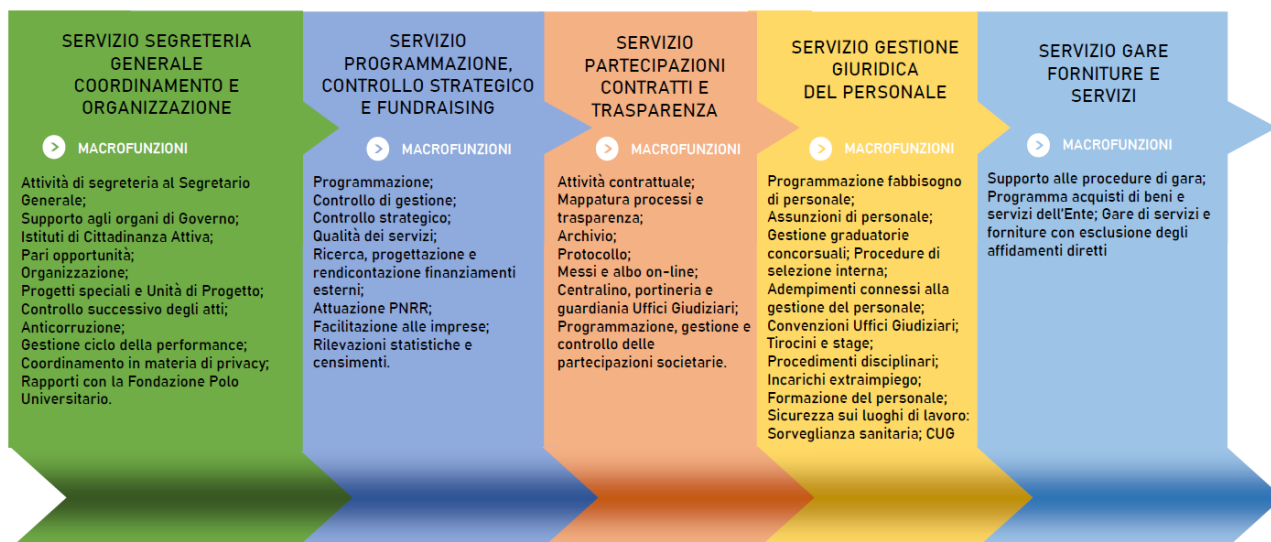 SERVIZIO SEGRETERIA
GENERALE
COORDINAMENTO E
ORGANIZZAZIONE
MACROFUNZIONI
Attività di segreteria al Segretario
Generale;
Supporto agli organi di Governo;
Istituti di Cittadinanza Attiva;
Pari opportunità;
Organizzazione;
Progetti speciali e Unità di Progetto;
Controllo successivo degli atti;
Anticorruzione;
Gestione ciclo della performance;
Coordinamento in materia di privacy;
Rapporti con la Fondazione Polo
Universitario.
SERVIZIO
PROGRAMMAZIONE,
CONTROLLO STRATEGICO
E FUNDRAISING
MACROFUNZIONI
Programmazione;
Controllo di gestione;
Controllo strategico;
Qualità dei servizi;
Ricerca, progettazione e
rendicontazione finanziamenti
esterni;
Attuazione PNRR;
Facilitazione alle imprese;
Rilevazioni statistiche e
censimenti.
SERVIZIO
PARTECIPAZIONI
CONTRATTI E
TRASPARENZA
MACROFUNZIONI
Attività contrattuale;
Mappatura processi e
trasparenza;
Archivio;
Protocollo;
Messi e albo on-line;
Centralino, portineria e
guardiania Uffici Giudiziari;
Programmazione, gestione e
controllo delle
partecipazioni societarie.
SERVIZIO GESTIONE
GIURIDICA
DEL PERSONALE
MACROFUNZIONI
Programmazione fabbisogno
di personale;
Assunzioni di personale;
Gestione graduatorie
concorsuali; Procedure di
selezione interna;
Adempimenti connessi alla
gestione del personale;
Convenzioni Uffici Giudiziari;
Tirocini e stage;
Procedimenti disciplinari;
Incarichi extraimpiego;
Formazione del personale;
Sicurezza sui luoghi di lavoro:
Sorveglianza sanitaria; CUG
SERVIZIO GARE
FORNITURE E
SERVIZI
MACROFUNZIONI
Supporto alle procedure di gara;
Programma acquisti di beni e
servizi dell'Ente; Gare di servizi e
forniture con esclusione degli
affidamenti diretti